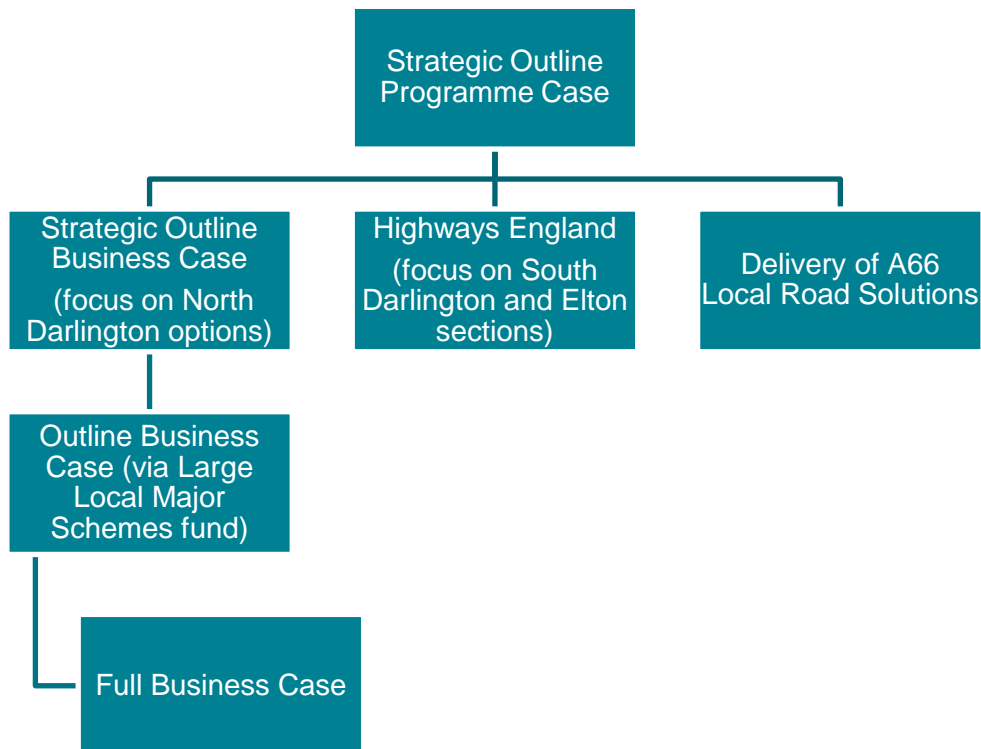 Strategic Outline
Programme Case
Strategic Outline
Business Case
(focus on North
Darlington options)
Highways England
(focus on South
Darlington and Elton
sections)
Delivery of A66
Local Road Solutions
Outline Business
Case (via Large
Local Major
Schemes fund)
Full Business Case